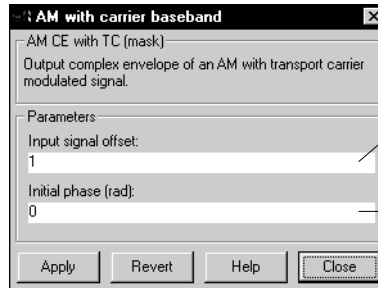 AM with carrier baseband
AM CE with TC (mask)
Output complex envelope of an AM with transport carrier
modulated signal.
Parameters
Input signal offset:
1
Initial phase (rad):
0
Apply Revert Help Close